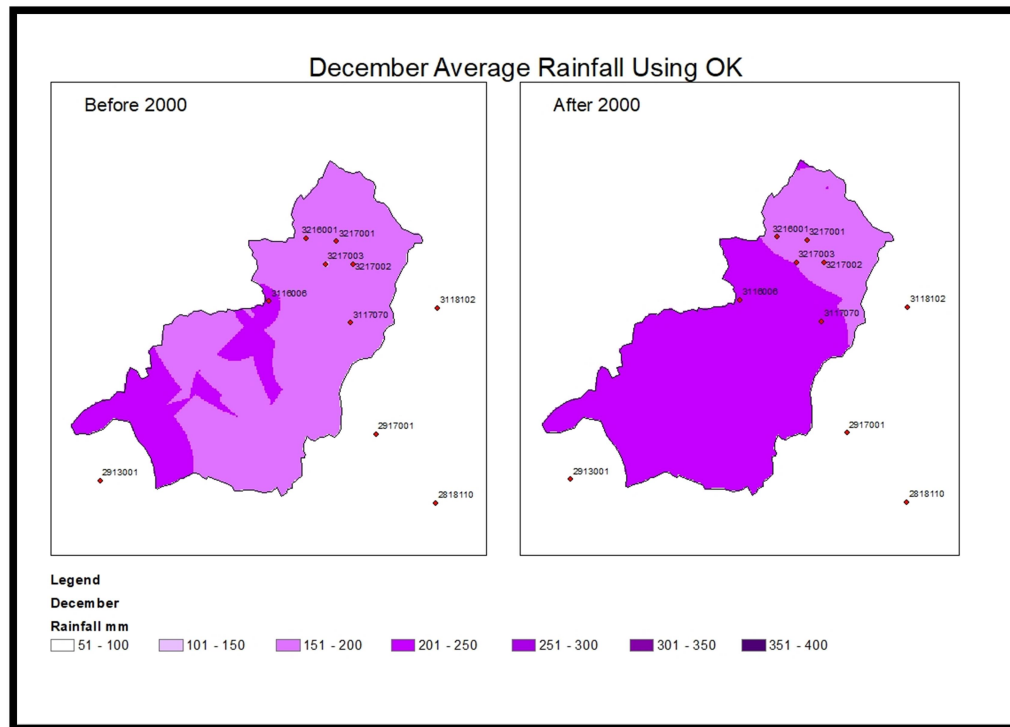 December Average Rainfall Using OK
Before 2000
3216001
3217001
3217003
3217002
3116006
3118102
3117070
2917001
2913001
2818110
After 2000
3216001
3217001
3217003
3217002
3116006
3118102
3117070
2917001
2913001
2818110
Legend
December
Rainfall mm
51 - 100 101 - 150 151 - 200 201 - 250 251 - 300 301 - 350 351 - 400